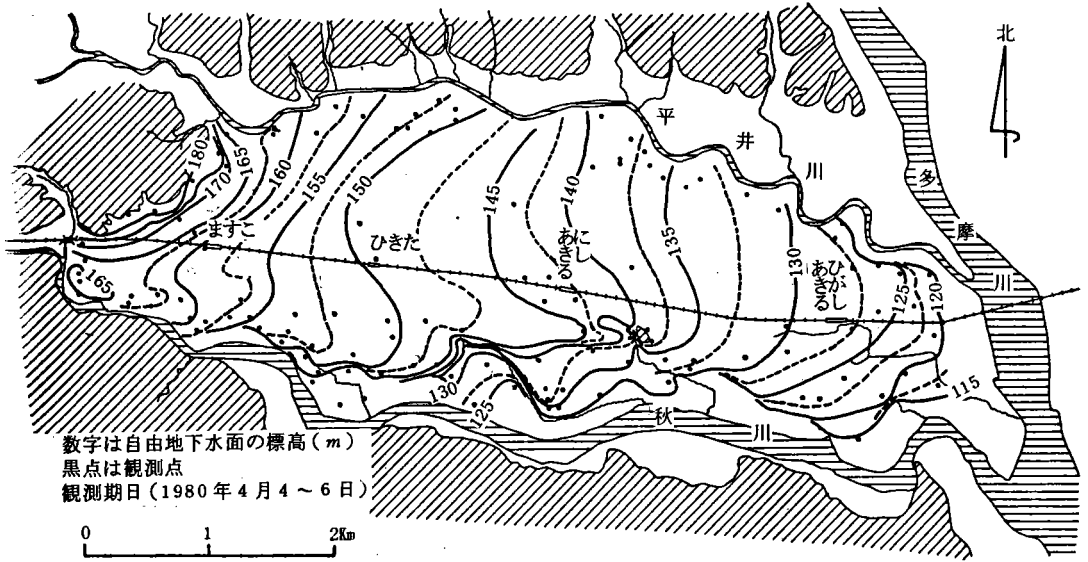 北
平井川
多摩川
180
170
165
160
155
150
145
140
135
130
125
120
115
ますこ
ひきた
にしあきる
ひがしあきる
165
130
125
秋川
数字は自由地下水面の標高(m)
黒点は観測点
観測期日(1980年4月4〜6日)
0 1 2Km